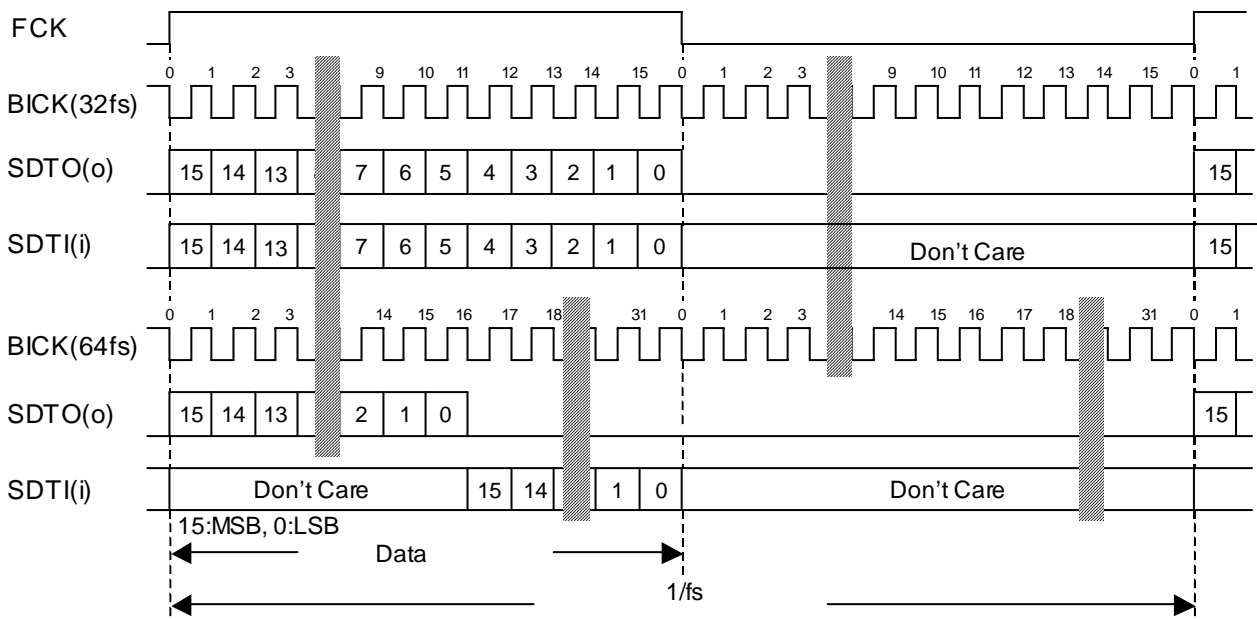 FCK
0 1 2 3 9 10 11 12 13 14 15 0 1 2 3 9 10 11 12 13 14 15 0 1
BICK(32fs)
SDTO(o) 15 14 13 7 6 5 4 3 2 1 0 15
SDTI(i) 15 14 13 7 6 5 4 3 2 1 0 Don't Care 15
0 1 2 3 14 15 16 17 18 31 0 1 2 3 14 15 16 17 18 31 0 1
BICK(64fs)
SDTO(o) 15 14 13 2 1 0 15
SDTI(i) Don't Care 15 14 1 0 Don't Care
15:MSB, 0:LSB
Data
1/fs